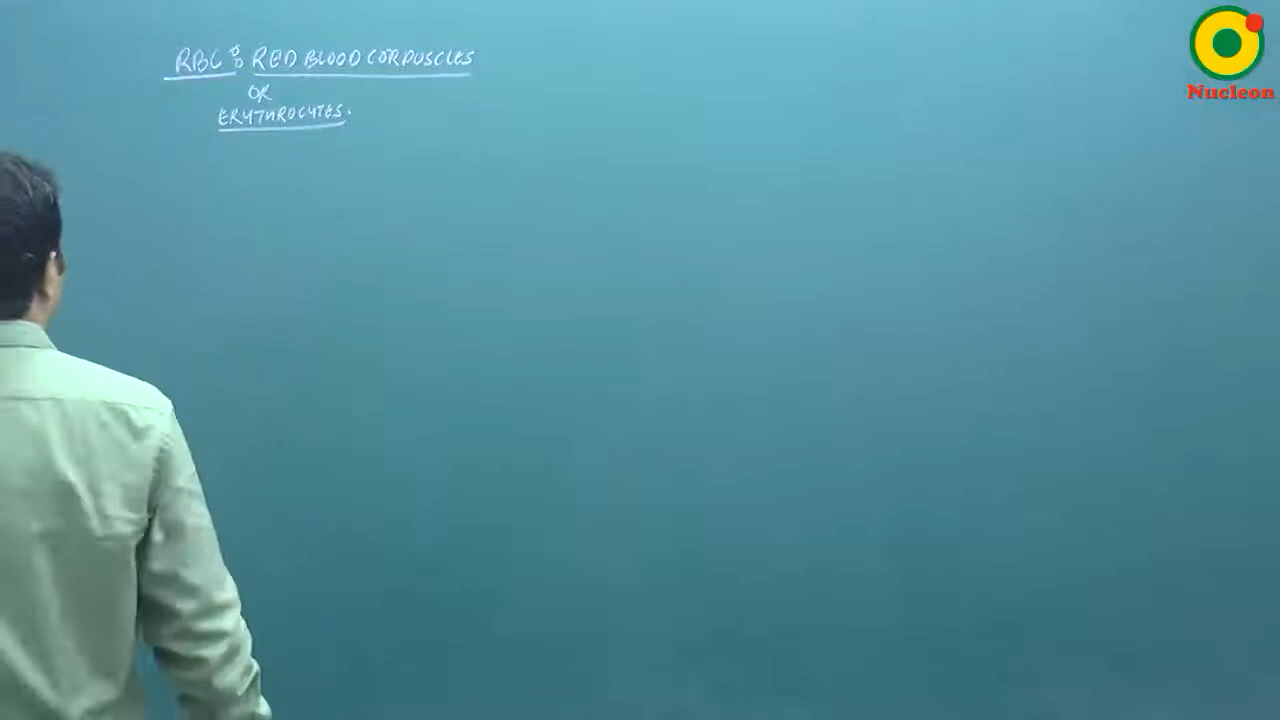 RBC : RED BLOOD CORPUSCLES
OR
ERYTHROCYTES.
Nucleon